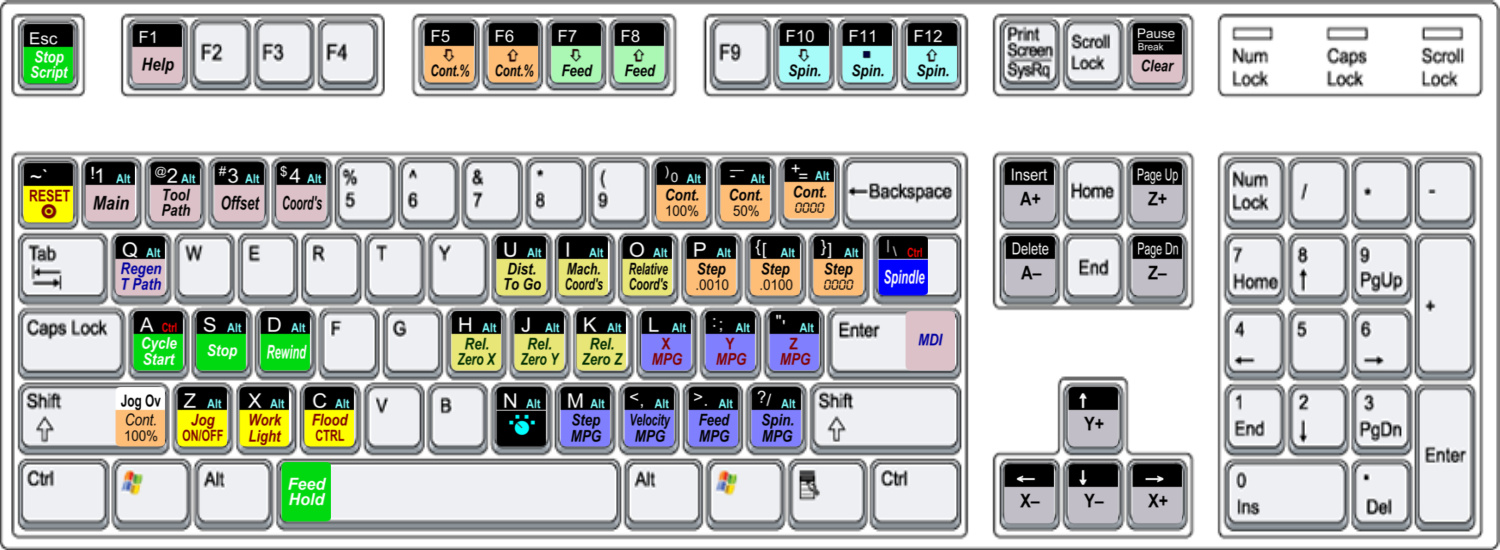 Esc
Stop
Script
F1
Help
F2
F3
F4
F5
Cont.%
F6
Cont.%
F7
Feed
F8
Feed
F9
F10
Spin.
F11
Spin.
F12
Spin.
Print
Screen
SysRq
Scroll
Lock
Pause
Break
Clear
Num
Lock
Caps
Lock
Scroll
Lock
~`
RESET
!1 Alt
Main
@2 Alt
Tool
Path
#3 Alt
Offset
$4 Alt
Coord's
%
5
^
6
&
7
*
8
(
9
)0 Alt
Cont.
100%
– Alt
Cont.
50%
+= Alt
Cont.
0000
←Backspace
Insert
A+
Home
Page Up
Z+
Num
Lock
/
*
-
Tab
Q Alt
Regen
T Path
W
E
R
T
Y
U Alt
Dist.
To Go
I Alt
Mach.
Coord's
O Alt
Relative
Coord's
P Alt
Step
.0010
{[ Alt
Step
.0100
}] Alt
Step
0000
|\ Ctrl
Spindle
Delete
A–
End
Page Dn
Z–
7
Home
8
↑
9
PgUp
+
Caps Lock
A Ctrl
Cycle
Start
S Alt
Stop
D Alt
Rewind
F
G
H Alt
Rel.
Zero X
J Alt
Rel.
Zero Y
K Alt
Rel.
Zero Z
L Alt
X
MPG
:; Alt
Y
MPG
"' Alt
Z
MPG
Enter
MDI
4
←
5
6
→
Shift
Jog Ov
Cont.
100%
Z Alt
Jog
ON/OFF
X Alt
Work
Light
C Alt
Flood
CTRL
V
B
N Alt
M Alt
Step
MPG
<, Alt
Velocity
MPG
>. Alt
Feed
MPG
?/ Alt
Spin.
MPG
Shift
↑
Y+
1
End
2
↓
3
PgDn
Enter
Ctrl
Alt
Feed
Hold
Alt
Ctrl
←
X–
↓
Y–
→
X+
0
Ins
.
Del